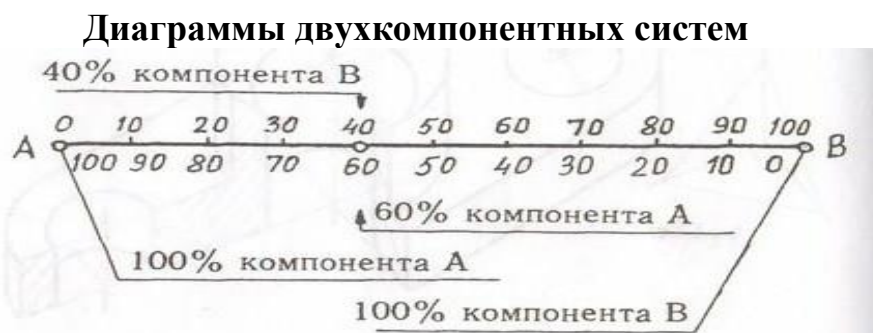 Диаграммы двухкомпонентных систем
40% компонента В
0 10 20 30 40 50 60 70 80 90 100
А В
100 90 80 70 60 50 40 30 20 10 0
60% компонента А
100% компонента А
100% компонента В